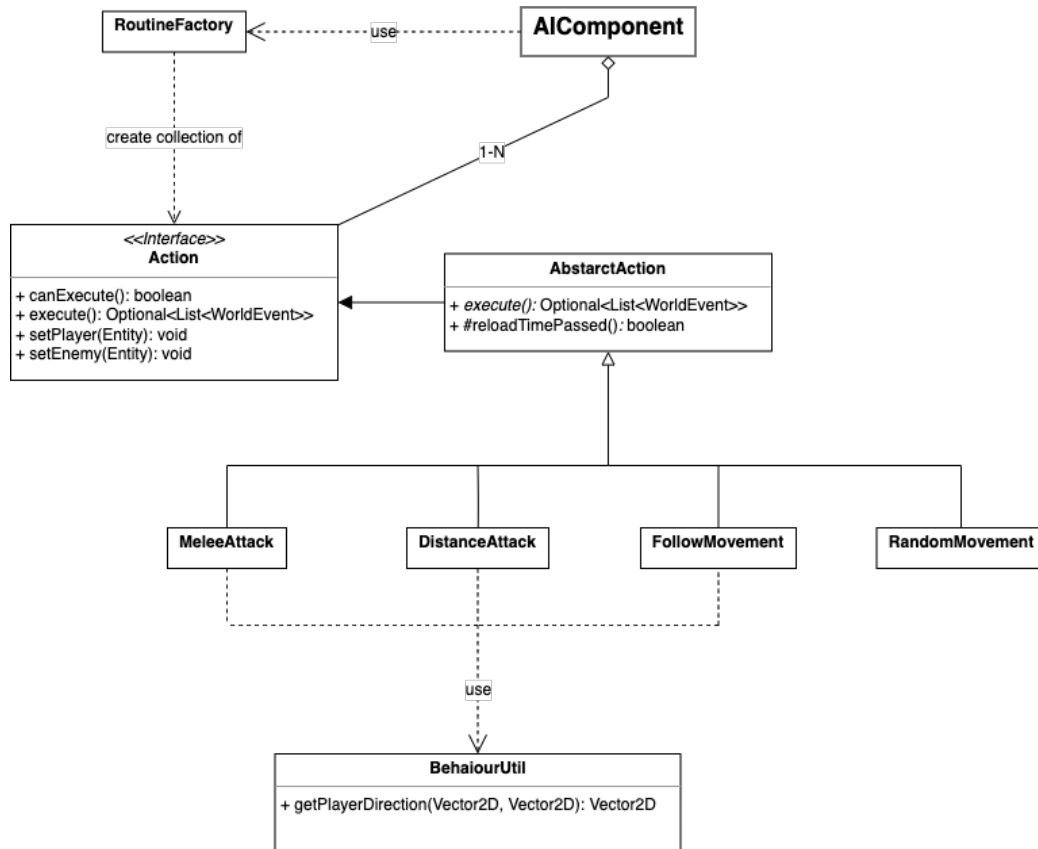 RoutineFactory
use
AIComponent
create collection of
1-N
<<Interface>>
Action
+ canExecute(): boolean
+ execute(): Optional<List<WorldEvent>>
+ setPlayer(Entity): void
+ setEnemy(Entity): void
AbstarctAction
+ execute(): Optional<List<WorldEvent>>
+ #reloadTimePassed(): boolean
MeleeAttack
DistanceAttack
FollowMovement
RandomMovement
use
BehaiourUtil
+ getPlayerDirection(Vector2D, Vector2D): Vector2D